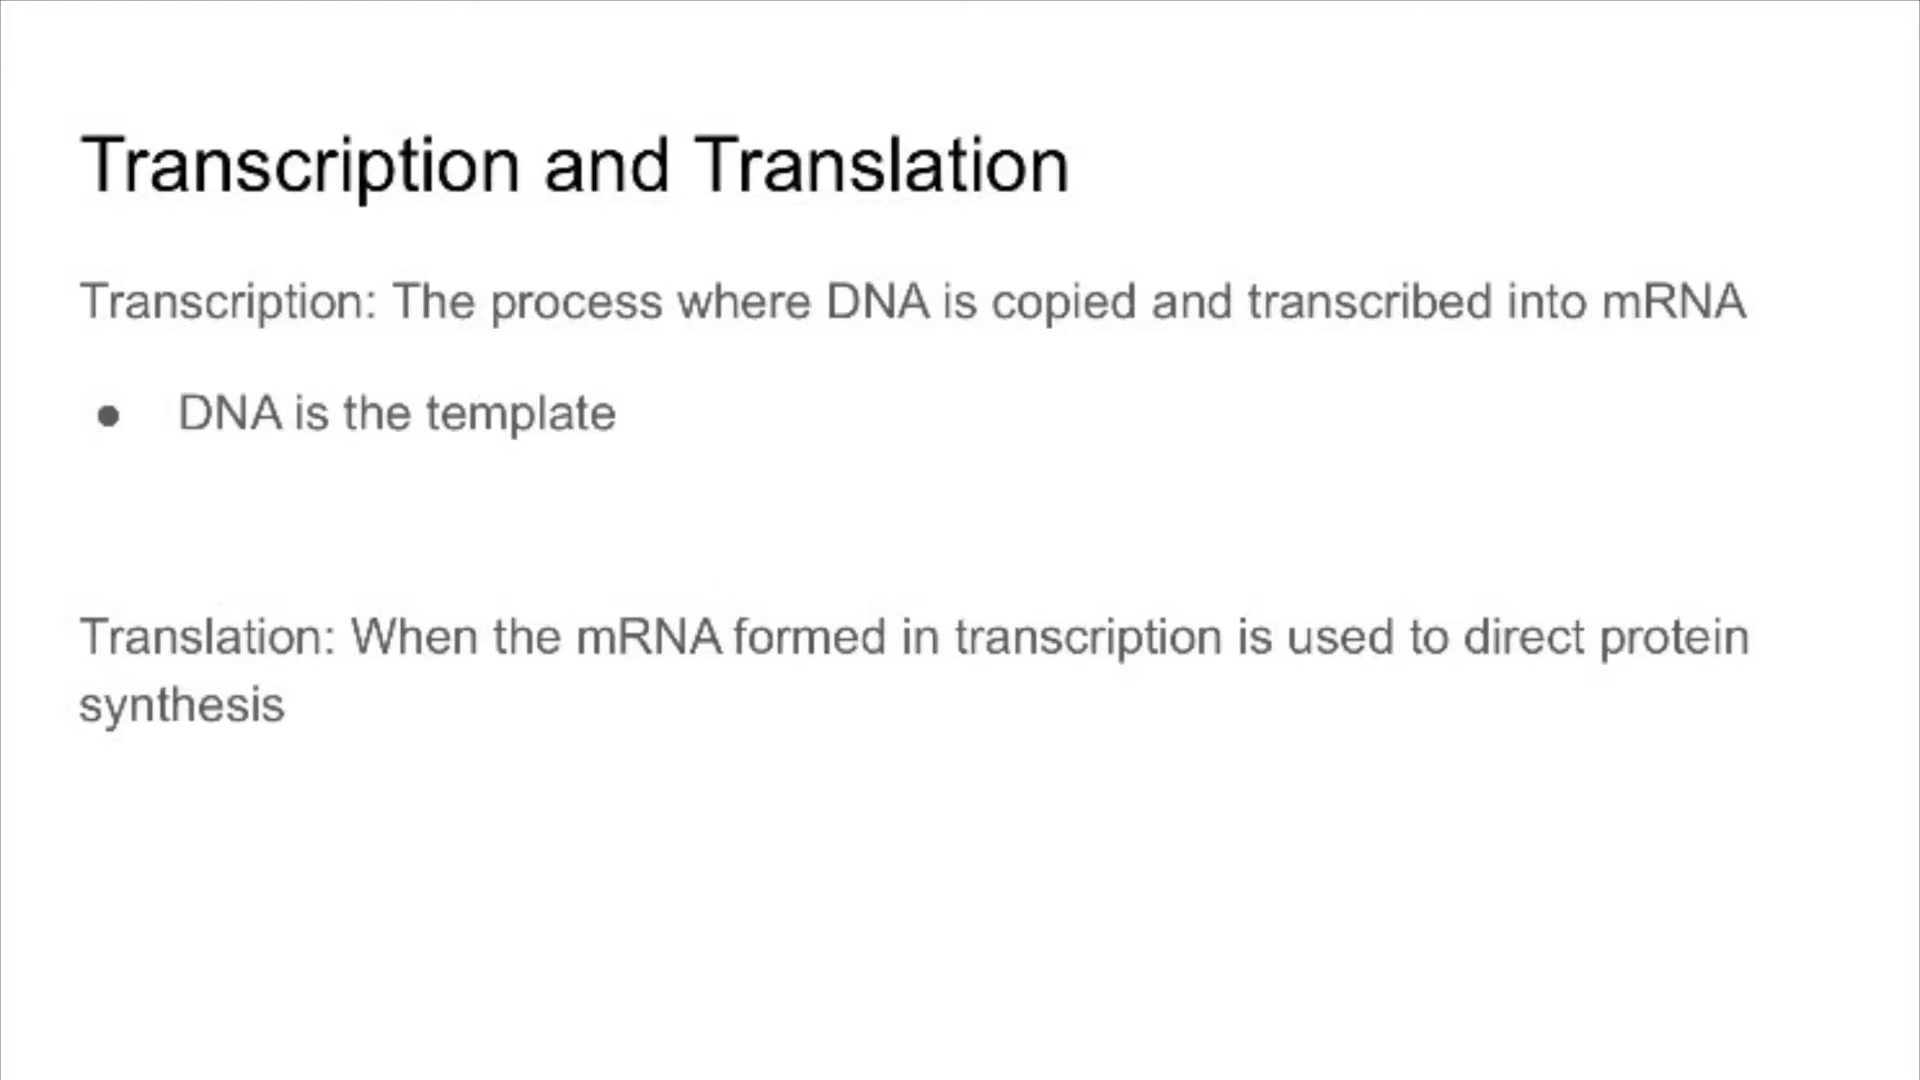 Transcription and Translation
Transcription: The process where DNA is copied and transcribed into mRNA
● DNA is the template
Translation: When the mRNA formed in transcription is used to direct protein
synthesis